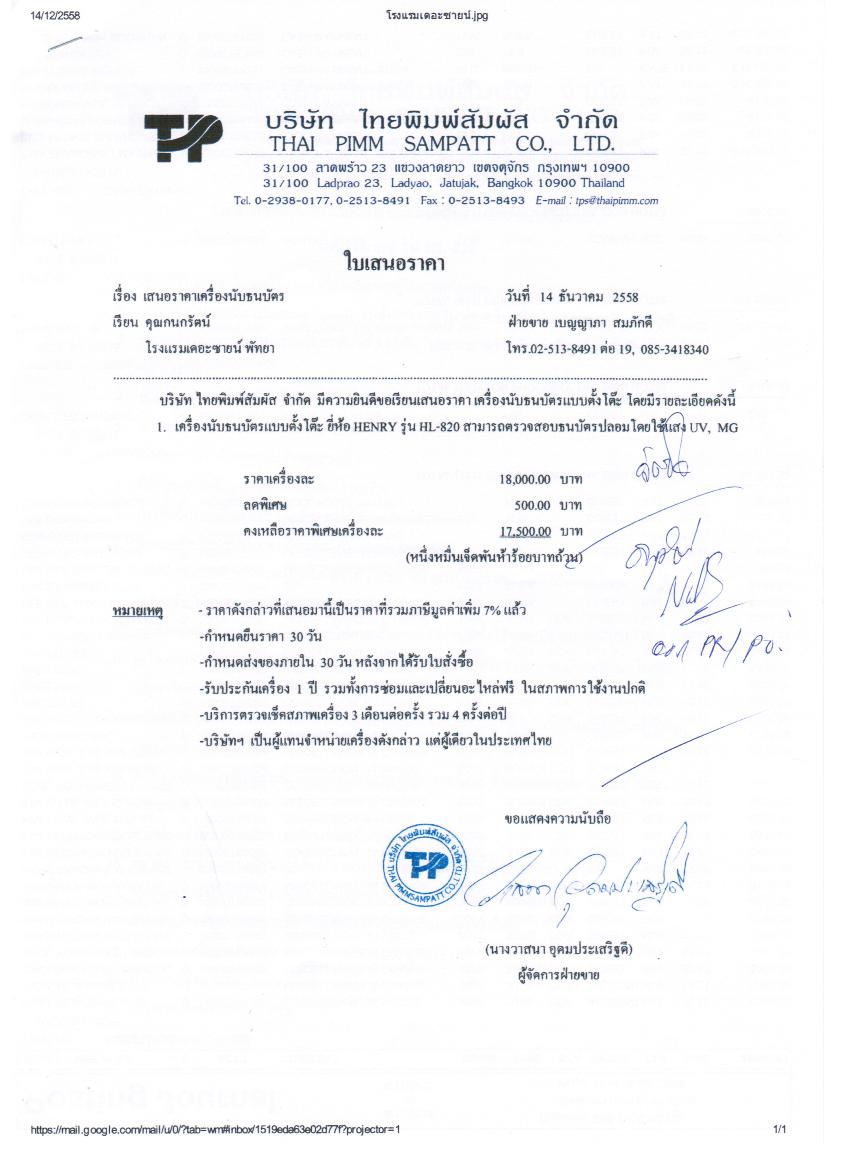 14/12/2558
โรงแรมเดอะซายน์.jpg
TP
บริษัท ไทยพิมพ์สัมผัส จำกัด
THAI PIMM SAMPATT CO., LTD.
31/100 ลาดพร้าว 23 แขวงลาดยาว เขตจตุจักร กรุงเทพฯ 10900
31/100 Ladprao 23, Ladyao, Jatujak, Bangkok 10900 Thailand
Tel. 0-2938-0177, 0-2513-8491 Fax : 0-2513-8493 E-mail : tps@thaipimm.com
ใบเสนอราคา
เรื่อง เสนอราคาเครื่องนับธนบัตร
วันที่ 14 ธันวาคม 2558
เรียน คุณกนกรัตน์
ฝ่ายขาย เบญญาภา สมภักดี
โรงแรมเดอะซายน์ พัทยา
โทร.02-513-8491 ต่อ 19, 085-3418340
บริษัท ไทยพิมพ์สัมผัส จำกัด มีความยินดีขอเรียนเสนอราคา เครื่องนับธนบัตรแบบตั้งโต๊ะ โดยมีรายละเอียดดังนี้
1. เครื่องนับธนบัตรแบบตั้งโต๊ะ ยี่ห้อ HENRY รุ่น HL-820 สามารถตรวจสอบธนบัตรปลอมโดยใช้แสง UV, MG
ราคาเครื่องละ 18,000.00 บาท
ลดพิเศษ 500.00 บาท
คงเหลือราคาพิเศษเครื่องละ 17,500.00 บาท
(หนึ่งหมื่นเจ็ดพันห้าร้อยบาทถ้วน)
หมายเหตุ - ราคาดังกล่าวที่เสนอมานี้เป็นราคาที่รวมภาษีมูลค่าเพิ่ม 7% แล้ว
-กำหนดยืนราคา 30 วัน
ออก PR/PO.
-กำหนดส่งของภายใน 30 วัน หลังจากได้รับใบสั่งซื้อ
-รับประกันเครื่อง 1 ปี รวมทั้งการซ่อมและเปลี่ยนอะไหล่ฟรี ในสภาพการใช้งานปกติ
-บริการตรวจเช็คสภาพเครื่อง 3 เดือนต่อครั้ง รวม 4 ครั้งต่อปี
-บริษัทฯ เป็นผู้แทนจำหน่ายเครื่องดังกล่าว แต่ผู้เดียวในประเทศไทย
ขอแสดงความนับถือ
บริษัท ไทยพิมพ์สัมผัส จำกัด
TP
THAI PIMMSAMPATT CO.,LTD.
(นางวาสนา อุดมประเสริฐดี)
ผู้จัดการฝ่ายขาย
https://mail.google.com/mail/u/0/?tab=wm#inbox/1519eda63e02d77f?projector=1
1/1